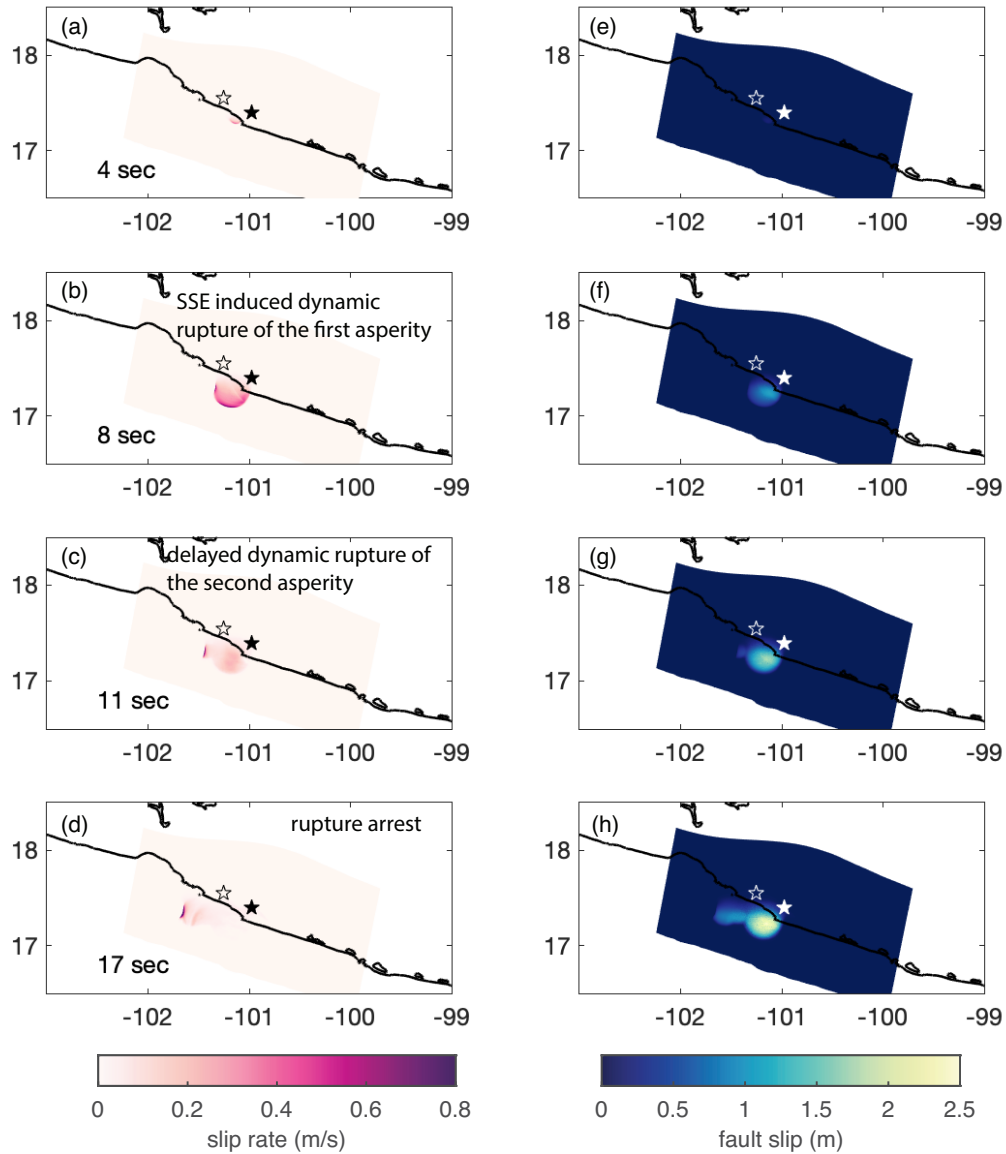 (a)
18
17
4 sec
-102
-101
-100
-99
(e)
18
17
-102
-101
-100
-99
(b)
SSE induced dynamic
rupture of the first asperity
18
17
8 sec
-102
-101
-100
-99
(f)
18
17
-102
-101
-100
-99
(c)
delayed dynamic rupture of
the second asperity
18
17
11 sec
-102
-101
-100
-99
(g)
18
17
-102
-101
-100
-99
(d)
rupture arrest
18
17
17 sec
-102
-101
-100
-99
(h)
18
17
-102
-101
-100
-99
0 0.2 0.4 0.6 0.8
slip rate (m/s)
0 0.5 1 1.5 2 2.5
fault slip (m)